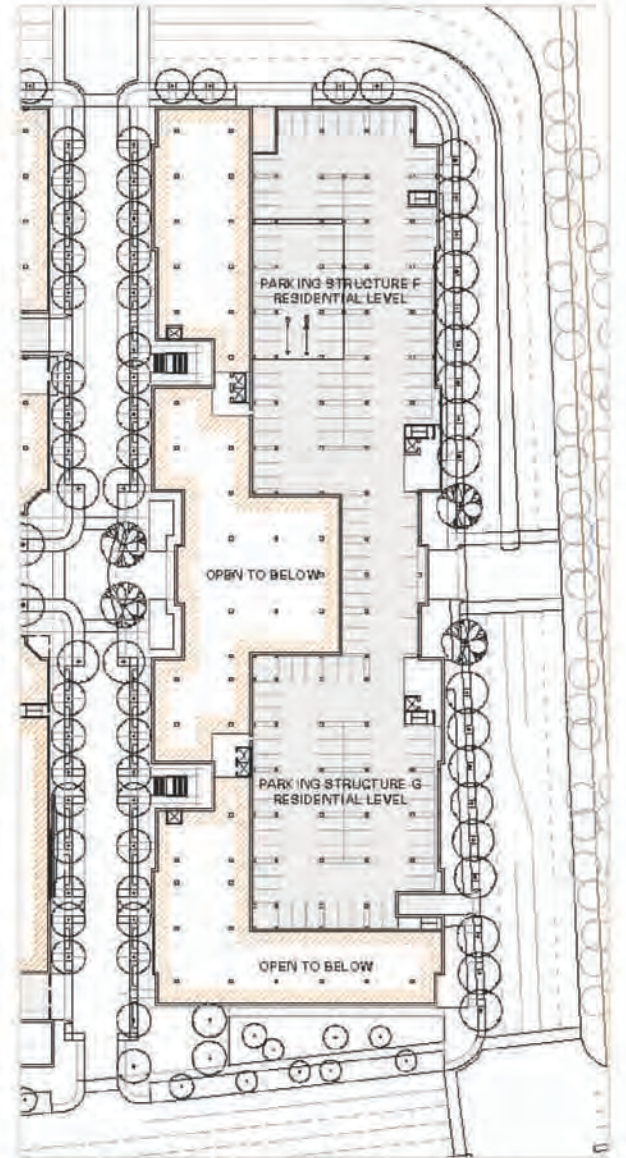 PARKING STRUCTURE F
RESIDENTIAL LEVEL
OPEN TO BELOW
PARKING STRUCTURE G
RESIDENTIAL LEVEL
OPEN TO BELOW